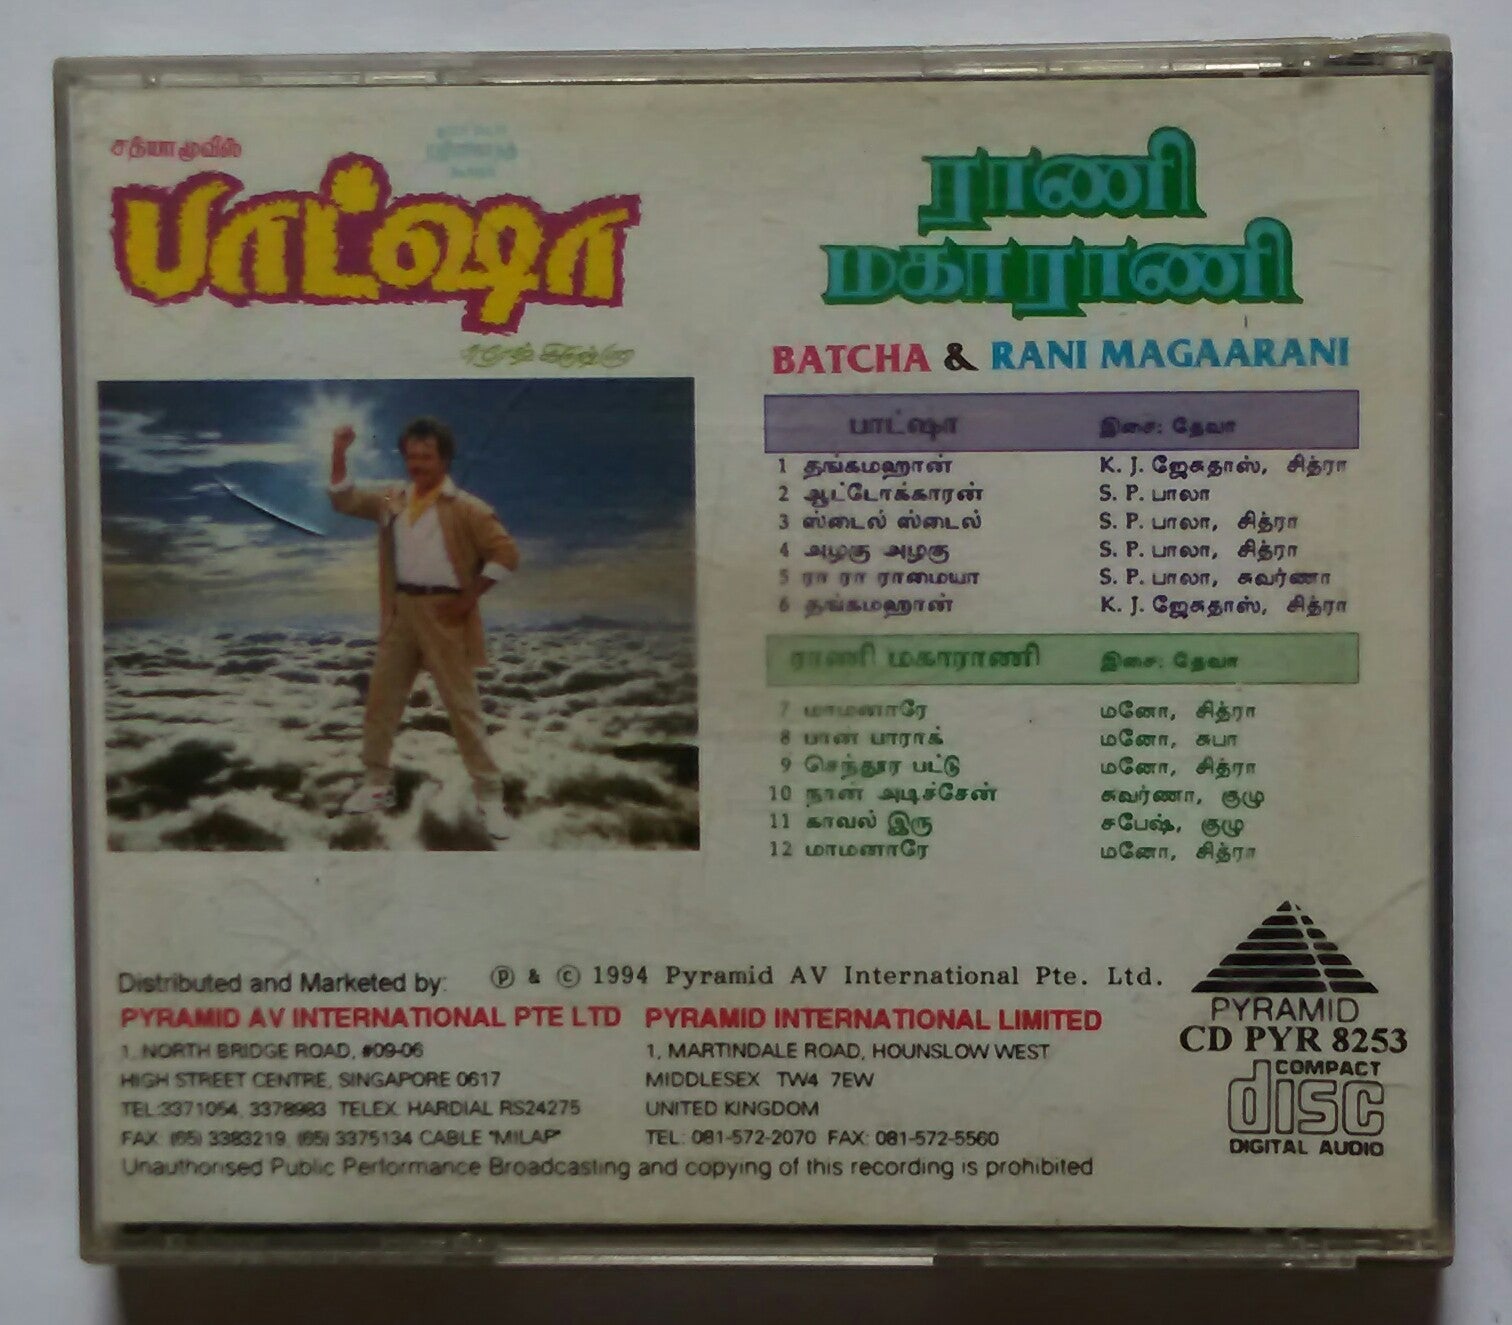 சத்யா மூவீஸ்
பாட்ஷா
ராணி
மகாராணி
BATCHA & RANI MAGAARANI
பாட்ஷா இசை: தேவா
1 தங்கமஹான் K. J. ஜேசுதாஸ், சித்ரா
2 ஆட்டோக்காரன் S. P. பாலா
3 ஸ்டைல் ஸ்டைல் S. P. பாலா, சித்ரா
4 அழகு அழகு S. P. பாலா, சித்ரா
5 ரா ரா ராமையா S. P. பாலா, சுவர்ணா
6 தங்கமஹான் K. J. ஜேசுதாஸ், சித்ரா
ராணி மகாராணி இசை: தேவா
7 மாமனாரே மனோ, சித்ரா
8 பான் பாராக் மனோ, சுபா
9 செந்தூர பட்டு மனோ, சித்ரா
10 நான் அடிச்சேன் சுவர்ணா, குழு
11 காவல் இரு சபேஷ், குழு
12 மாமனாரே மனோ, சித்ரா
Distributed and Marketed by: ℗ & © 1994 Pyramid AV International Pte. Ltd.
PYRAMID AV INTERNATIONAL PTE LTD
1, NORTH BRIDGE ROAD, #09-06
HIGH STREET CENTRE, SINGAPORE 0617
TEL:3371054, 3378983 TELEX. HARDIAL RS24275
FAX: (65) 3383219, (65) 3375134 CABLE "MILAP"
PYRAMID INTERNATIONAL LIMITED
1, MARTINDALE ROAD, HOUNSLOW WEST
MIDDLESEX TW4 7EW
UNITED KINGDOM
TEL: 081-572-2070 FAX: 081-572-5560
Unauthorised Public Performance Broadcasting and copying of this recording is prohibited
PYRAMID
CD PYR 8253
COMPACT
disc
DIGITAL AUDIO